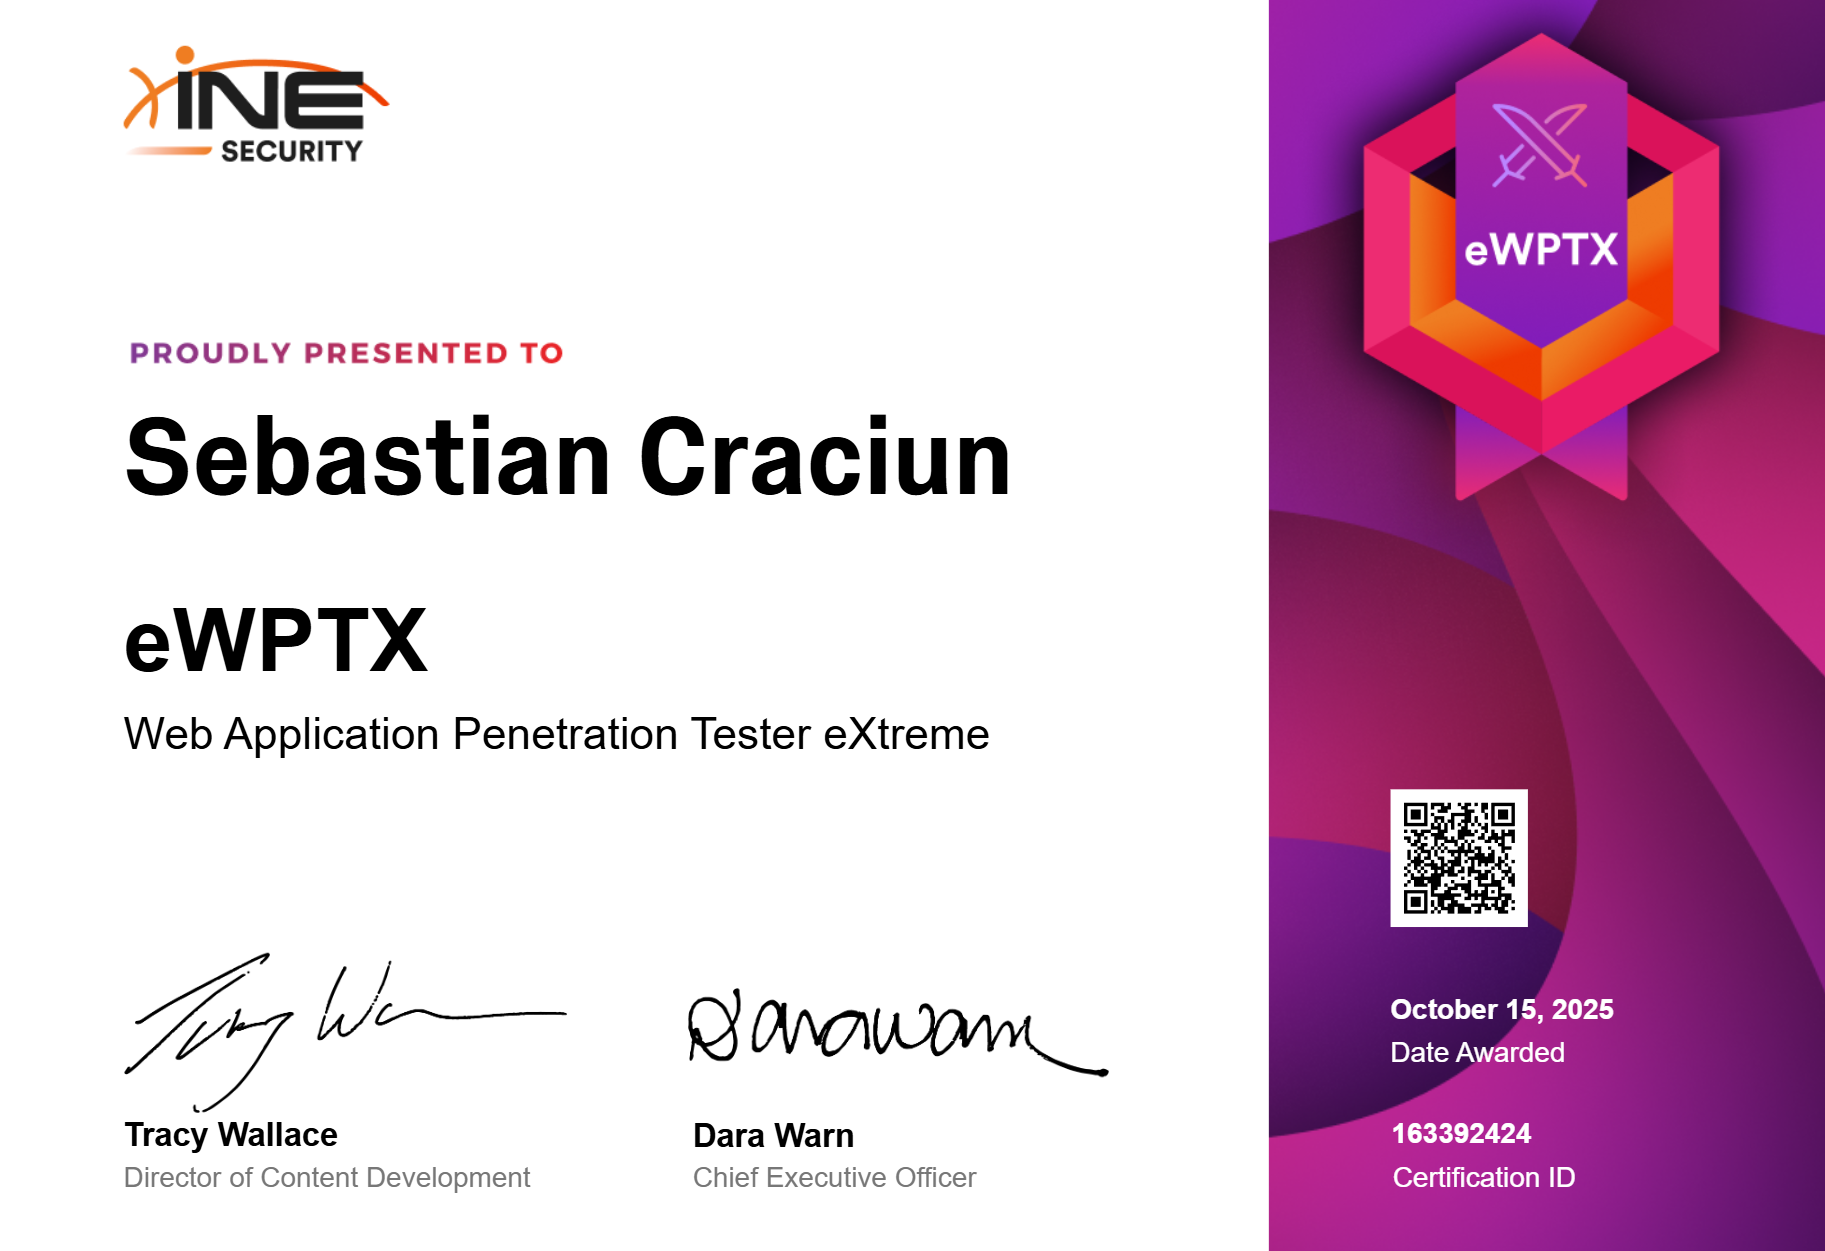 INE
SECURITY
PROUDLY PRESENTED TO
Sebastian Craciun
eWPTX
Web Application Penetration Tester eXtreme
Tracy Wallace
Director of Content Development
Dara Warn
Chief Executive Officer
eWPTX
October 15, 2025
Date Awarded
163392424
Certification ID